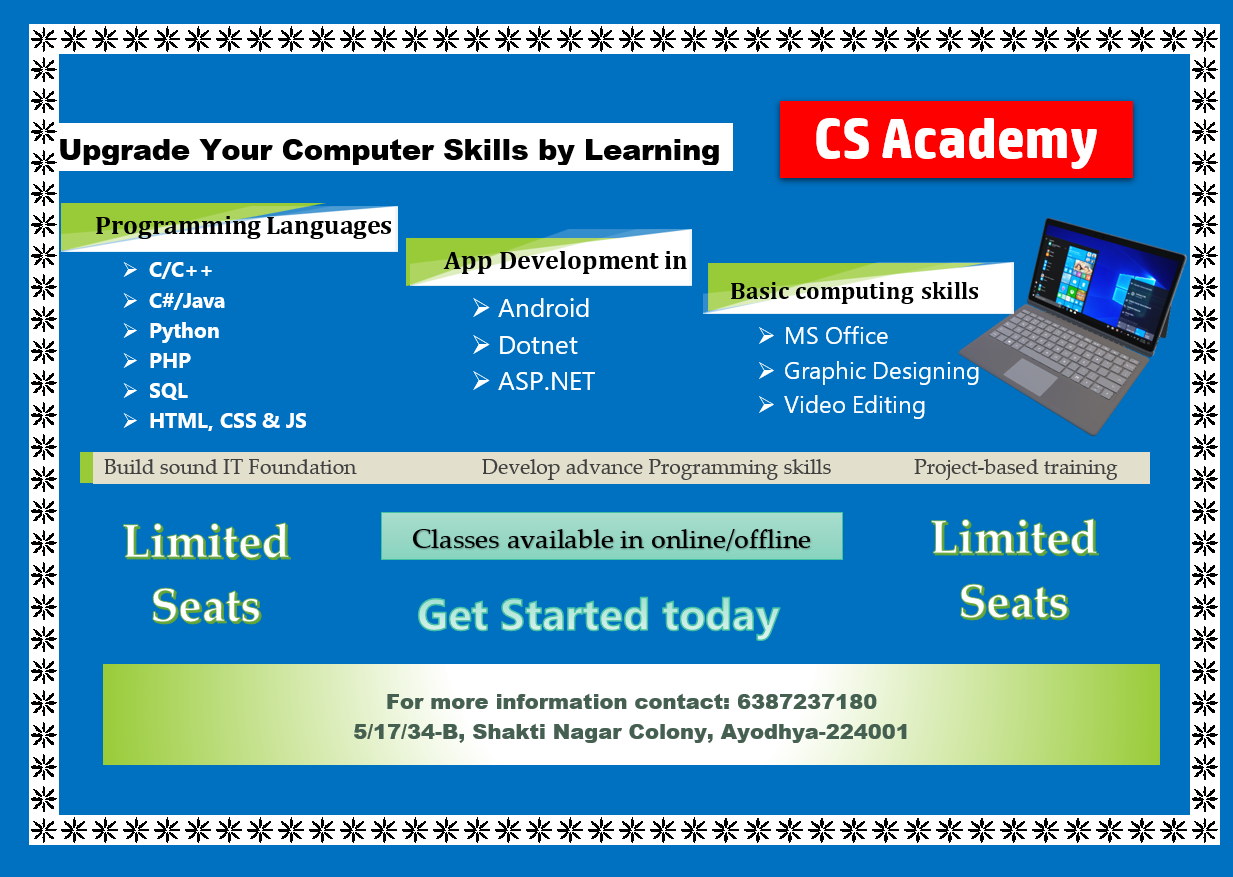 Upgrade Your Computer Skills by Learning
CS Academy
Programming Languages
C/C++
C#/Java
Python
PHP
SQL
HTML, CSS & JS
App Development in
Android
Dotnet
ASP.NET
Basic computing skills
MS Office
Graphic Designing
Video Editing
Build sound IT Foundation
Develop advance Programming skills
Project-based training
Limited
Seats
Classes available in online/offline
Get Started today
Limited
Seats
For more information contact: 6387237180
5/17/34-B, Shakti Nagar Colony, Ayodhya-224001